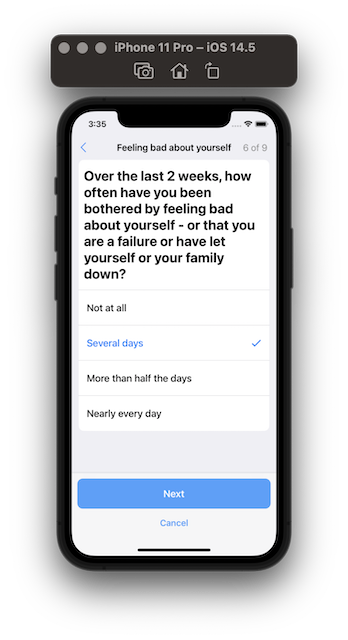 iPhone 11 Pro – iOS 14.5
3:35
Feeling bad about yourself 6 of 9
Over the last 2 weeks, how
often have you been
bothered by feeling bad
about yourself - or that you
are a failure or have let
yourself or your family
down?
Not at all
Several days
More than half the days
Nearly every day
Next
Cancel